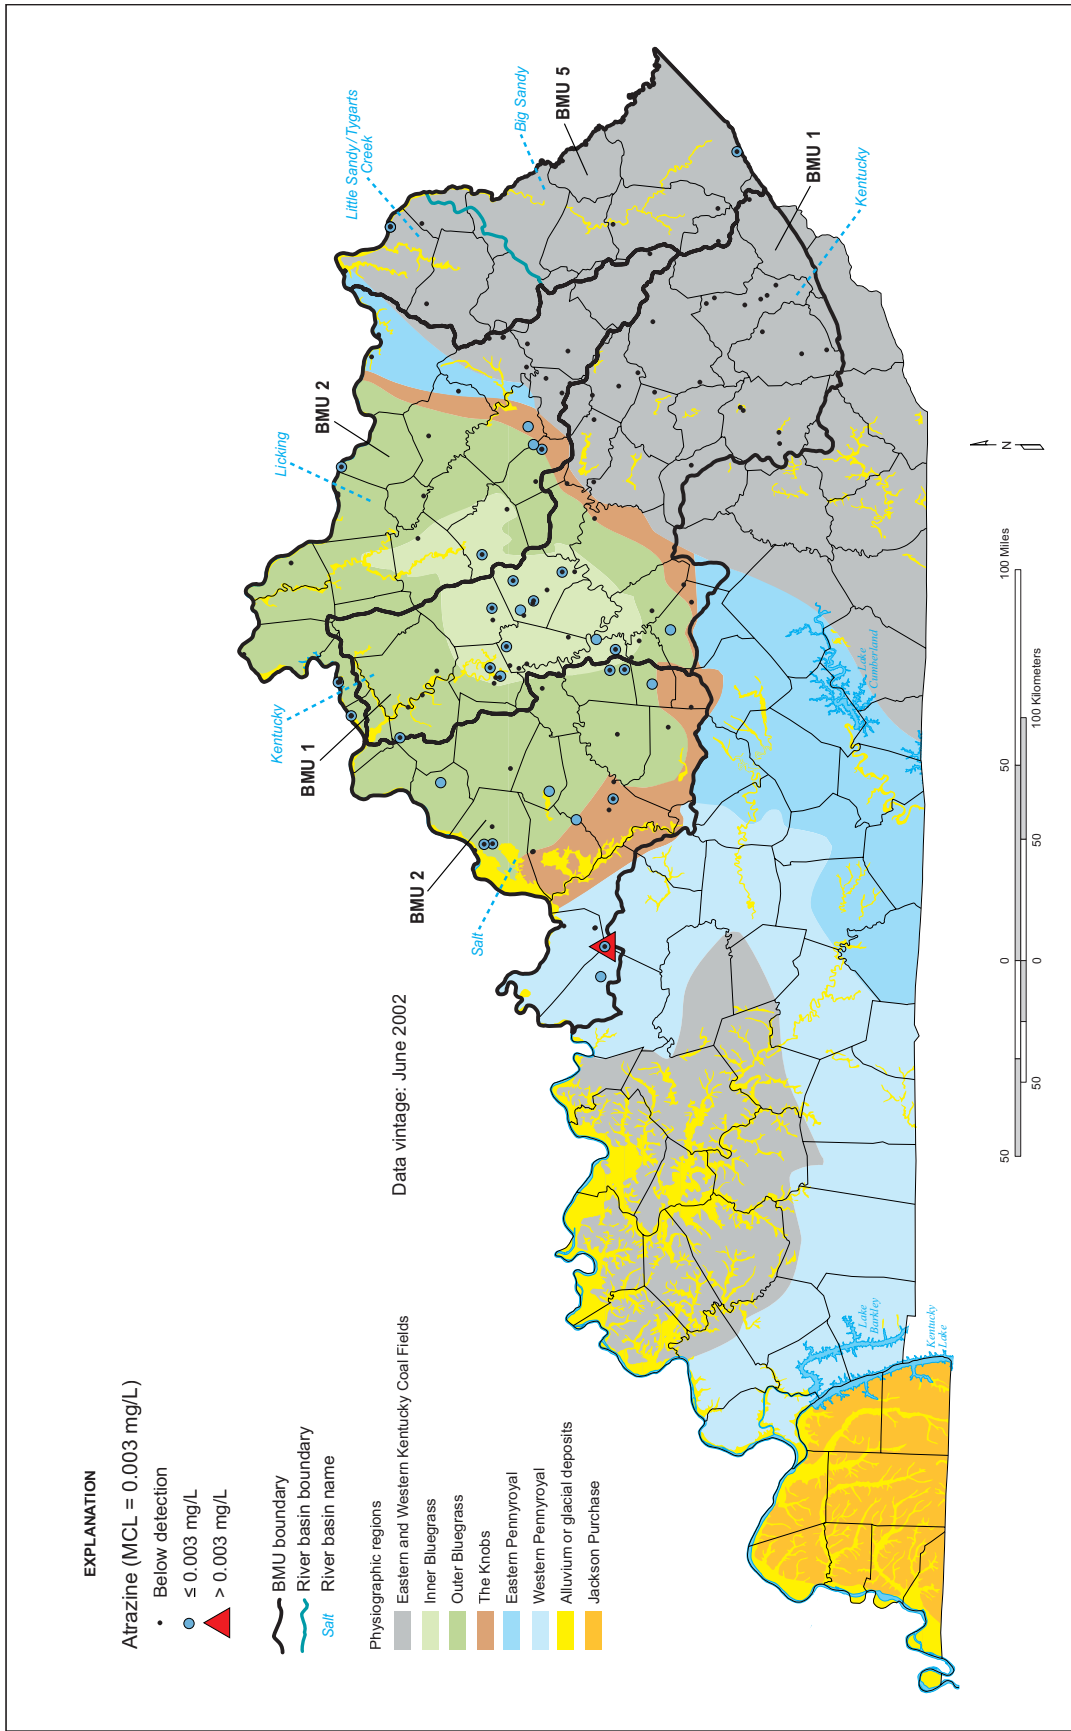 EXPLANATION
Atrazine (MCL = 0.003 mg/L)
Below detection
≤ 0.003 mg/L
> 0.003 mg/L
BMU boundary
River basin boundary
Salt River basin name
Physiographic regions
Eastern and Western Kentucky Coal Fields
Inner Bluegrass
Outer Bluegrass
The Knobs
Eastern Pennyroyal
Western Pennyroyal
Alluvium or glacial deposits
Jackson Purchase
Data vintage: June 2002
Salt
BMU 2
BMU 1
Kentucky
Licking
BMU 2
Little Sandy/Tygarts
Creek
Big Sandy
BMU 5
BMU 1
Kentucky
Lake
Cumberland
Lake
Barkley
Kentucky
Lake
50 0 50 100 Miles
50 0 50 100 Kilometers
N